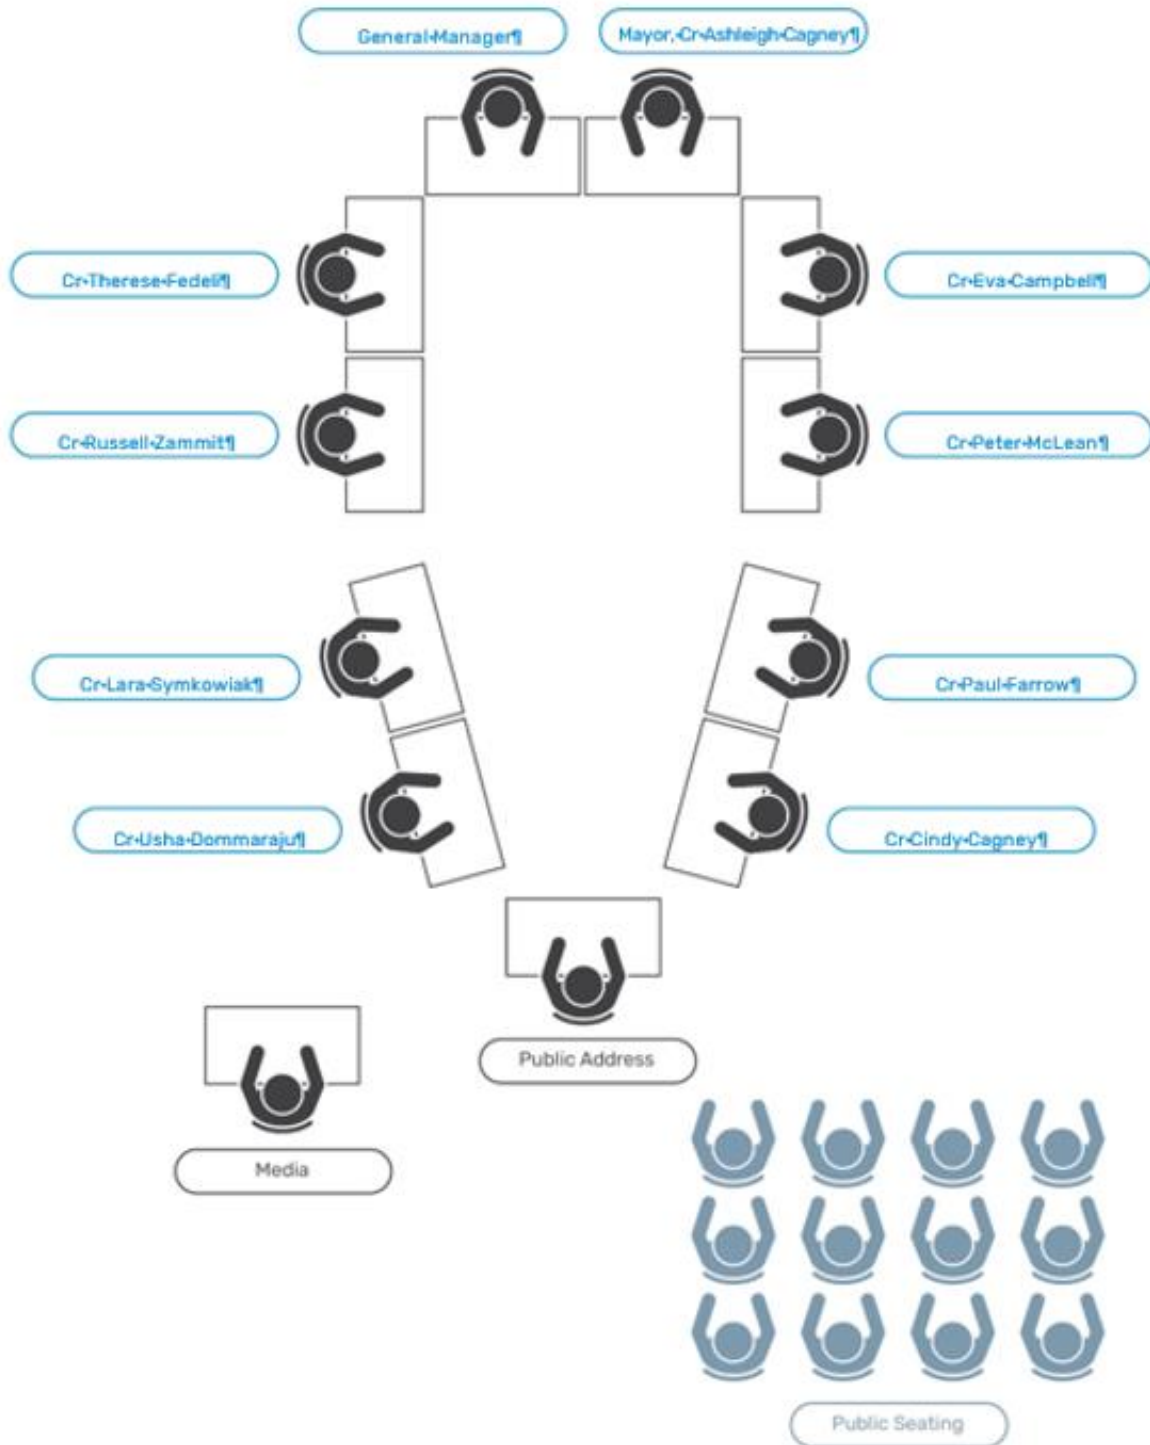 General·Manager¶
Mayor,·Cr·Ashleigh·Cagney¶
Cr·Therese·Fedeli¶
Cr·Eva·Campbell¶
Cr·Russell·Zammit¶
Cr·Peter·McLean¶
Cr·Lara·Symkowiak¶
Cr·Paul·Farrow¶
Cr·Usha·Dommaraju¶
Cr·Cindy·Cagney¶
Public Address
Media
Public Seating